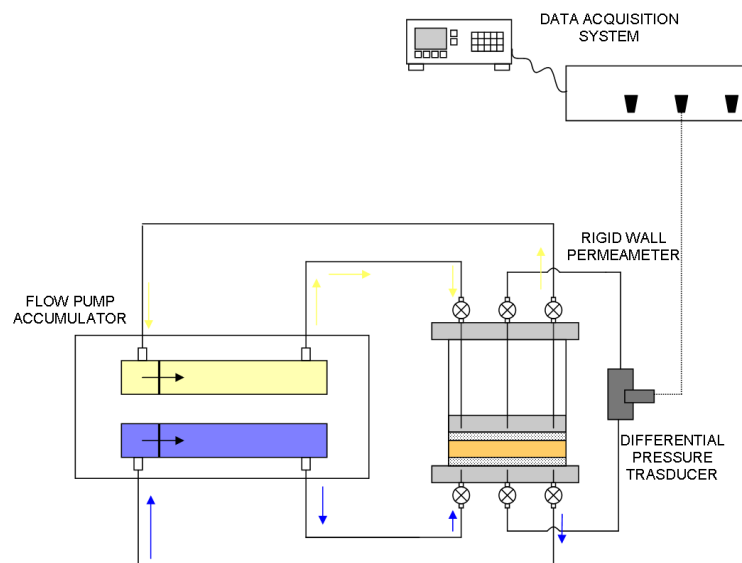 DATA ACQUISITION
SYSTEM
RIGID WALL
PERMEAMETER
FLOW PUMP
ACCUMULATOR
DIFFERENTIAL
PRESSURE
TRASDUCER